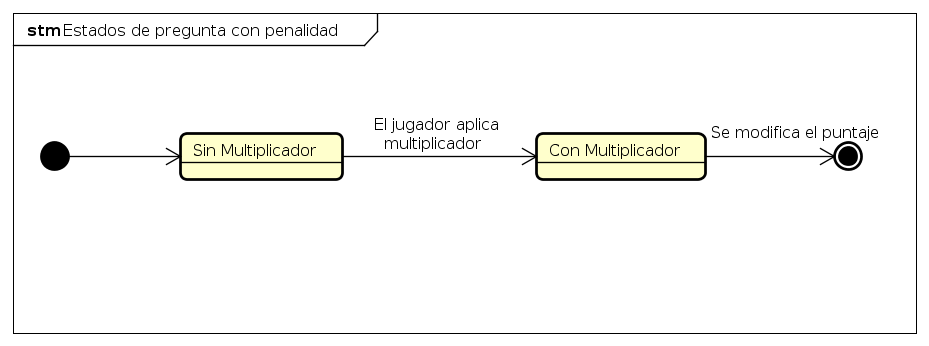 stm Estados de pregunta con penalidad
El jugador aplica
multiplicador
Se modifica el puntaje
Sin Multiplicador
Con Multiplicador